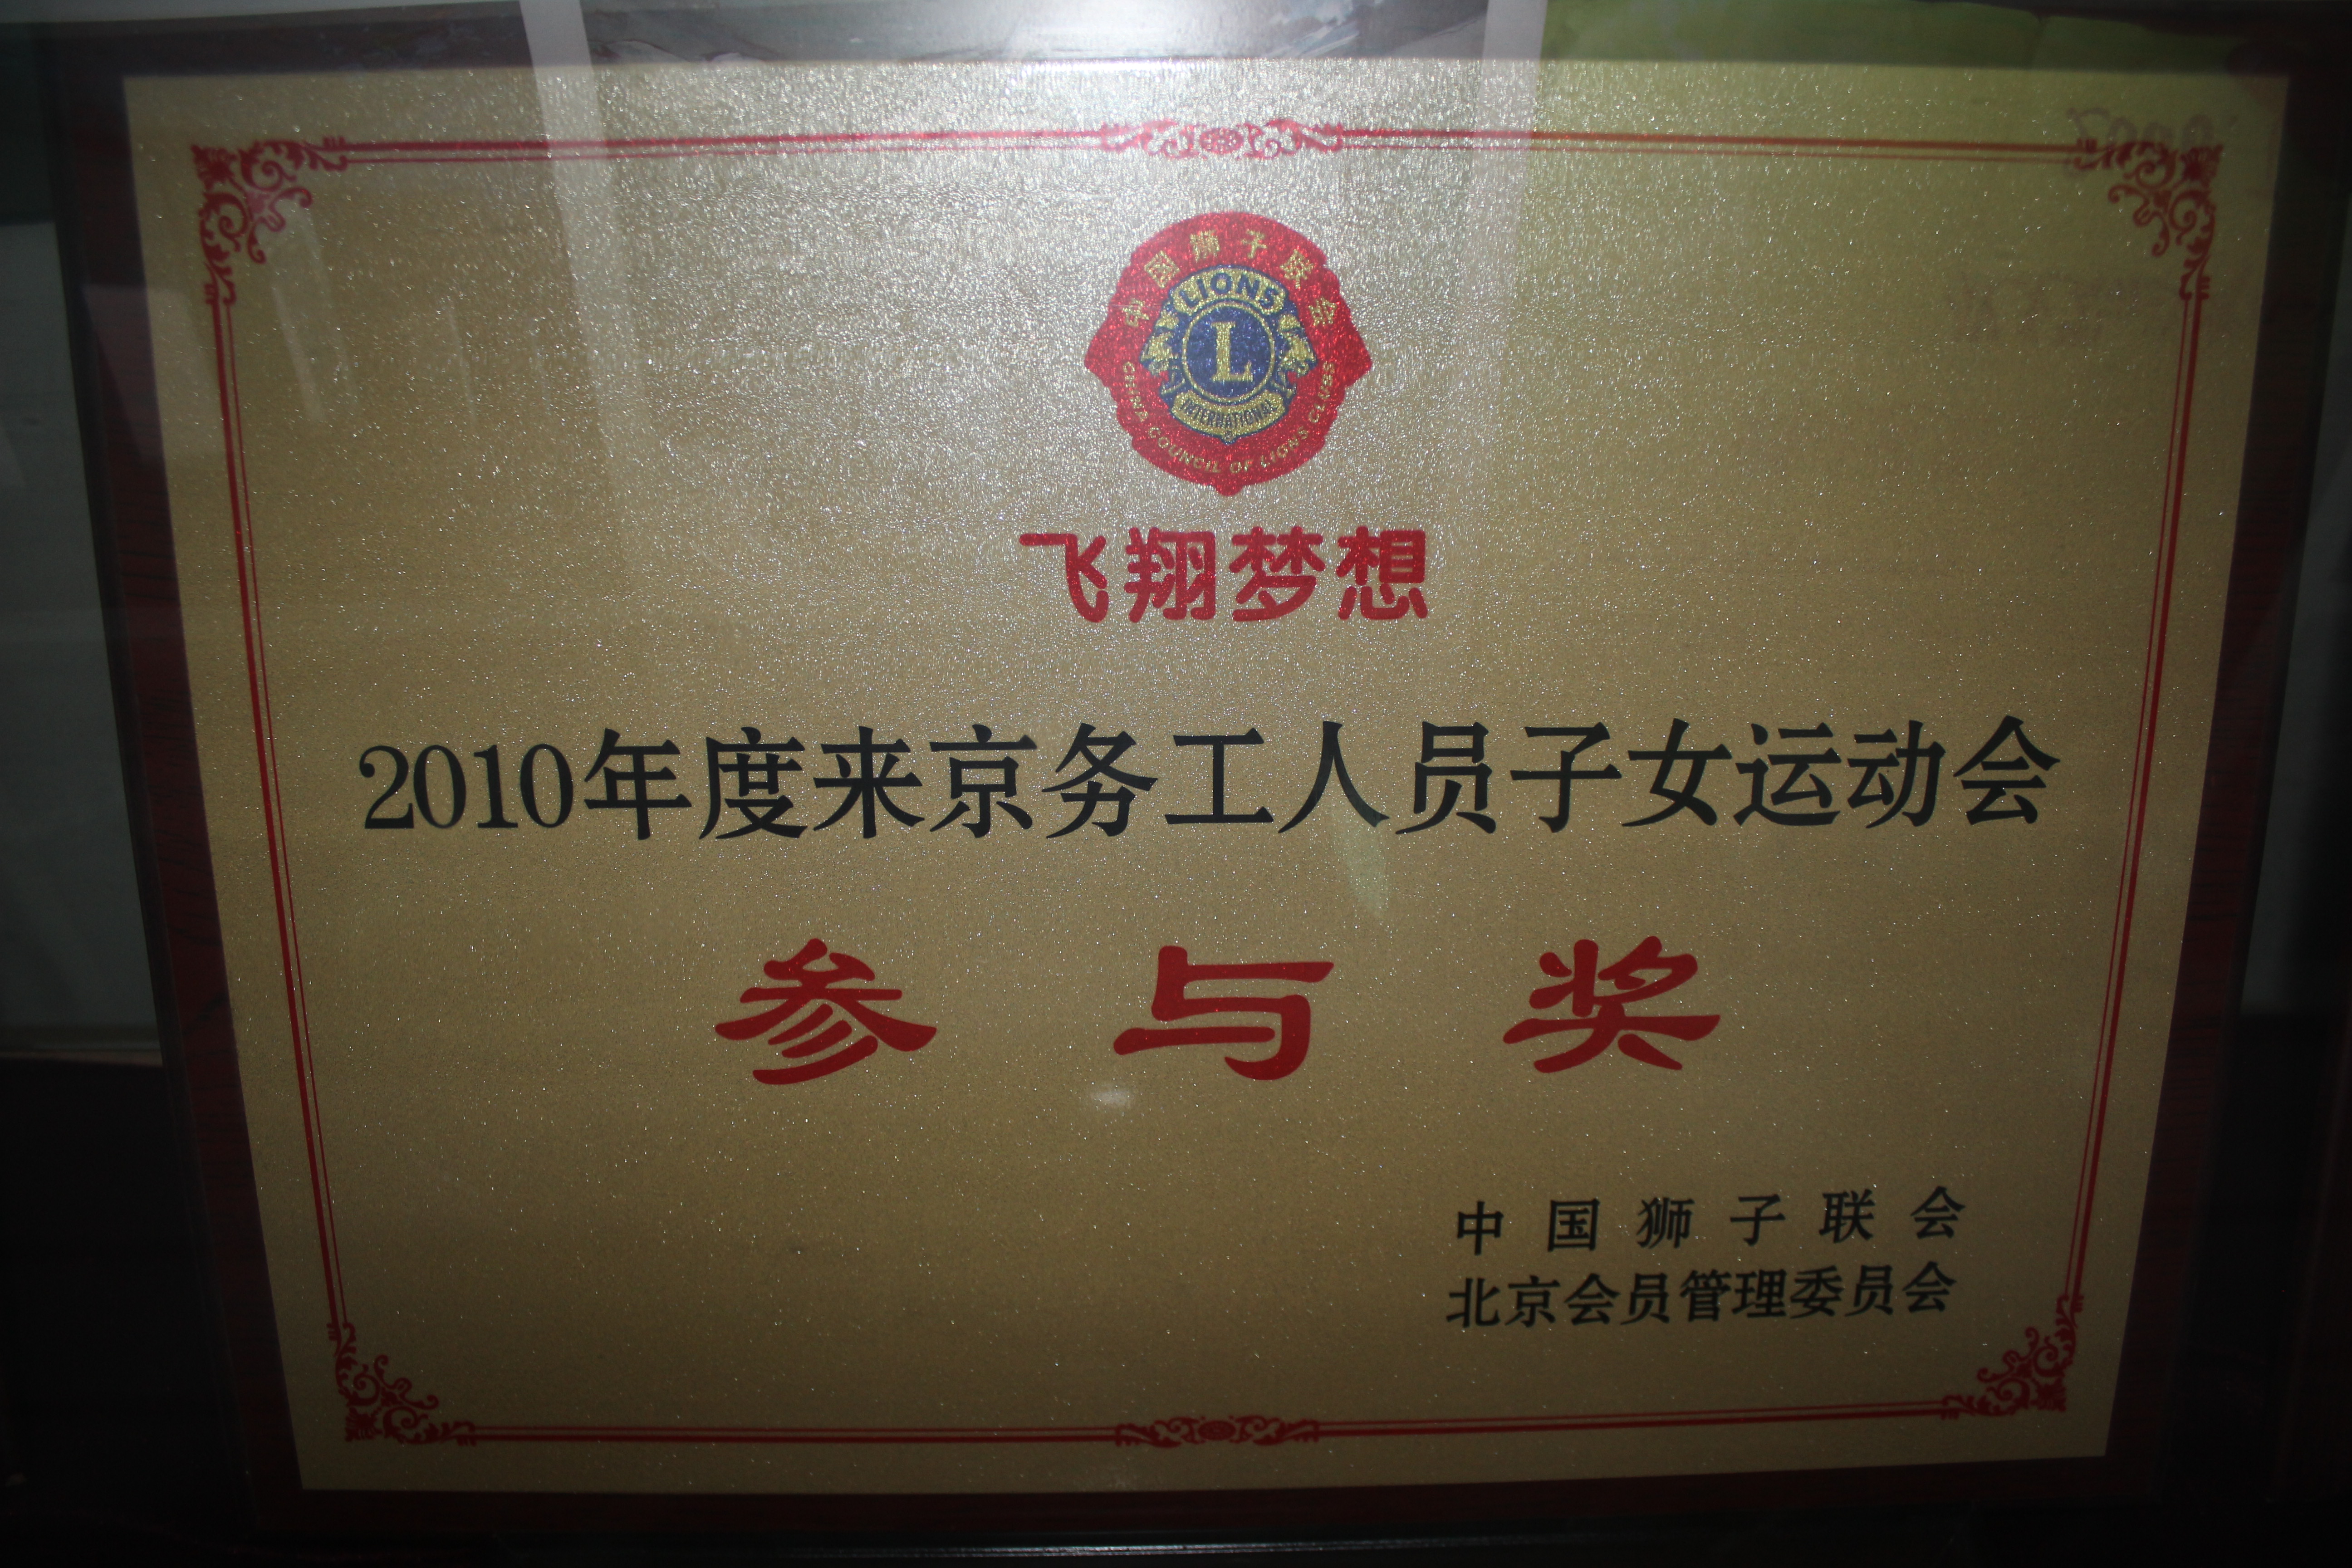 中国狮子联会
LIONS
L
INTERNATIONAL
CHINA COUNCIL OF LIONS CLUBS
飞翔梦想
2010年度来京务工人员子女运动会
参与奖
中国狮子联会
北京会员管理委员会